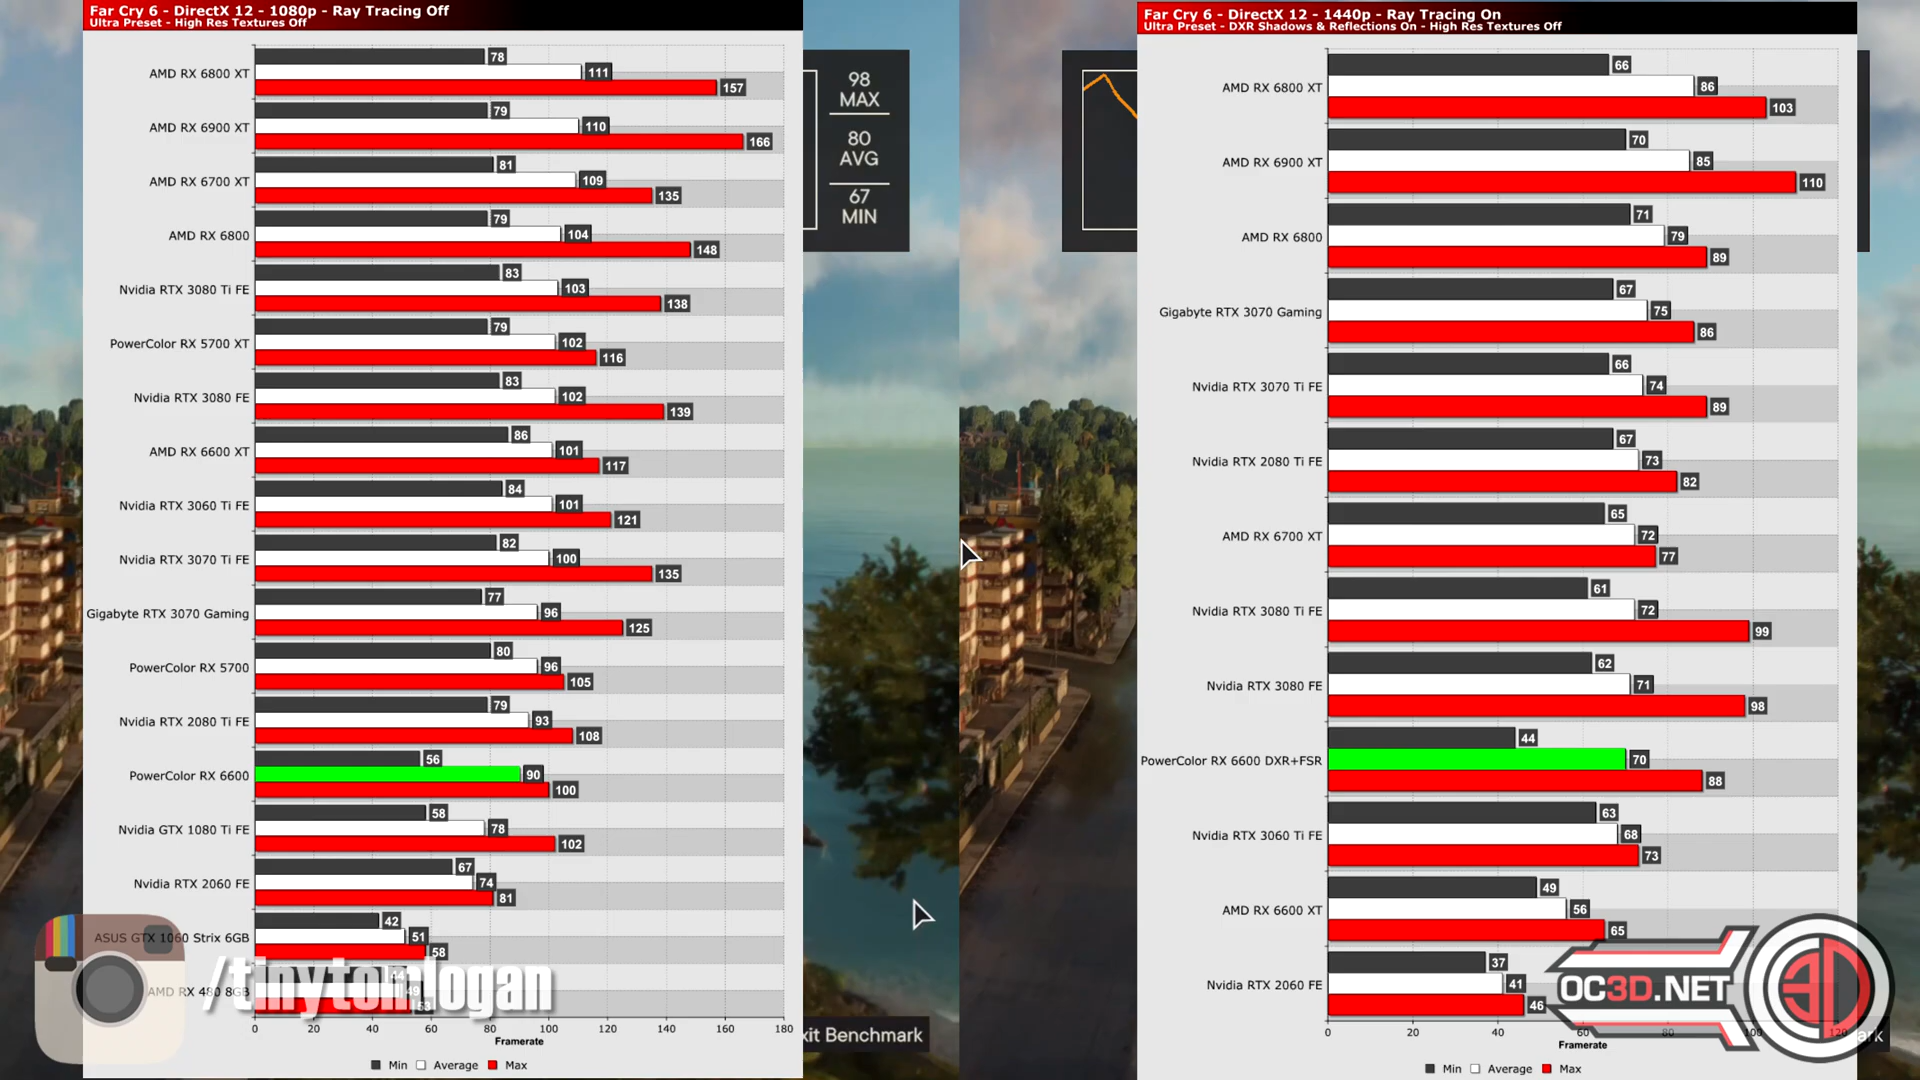 Far Cry 6 - DirectX 12 - 1080p - Ray Tracing Off
Ultra Preset - High Res Textures Off
AMD RX 6800 XT 78 111 157
AMD RX 6900 XT 79 110 166
AMD RX 6700 XT 81 109 135
AMD RX 6800 79 104 148
Nvidia RTX 3080 Ti FE 83 103 138
PowerColor RX 5700 XT 79 102 116
Nvidia RTX 3080 FE 83 102 139
AMD RX 6600 XT 86 101 117
Nvidia RTX 3060 Ti FE 84 101 121
Nvidia RTX 3070 Ti FE 82 100 135
Gigabyte RTX 3070 Gaming 77 96 125
PowerColor RX 5700 80 96 105
Nvidia RTX 2080 Ti FE 79 93 108
PowerColor RX 6600 56 90 100
Nvidia GTX 1080 Ti FE 58 78 102
Nvidia RTX 2060 FE 67 74 81
ASUS GTX 1060 Strix 6GB 42 51 58
AMD RX 480 8GB 44 49
/tinytomlogan
0 20 40 60 80 100 120 140 160 180
Framerate
Min Average Max
98
MAX
80
AVG
67
MIN
xit Benchmark
Far Cry 6 - DirectX 12 - 1440p - Ray Tracing On
Ultra Preset - DXR Shadows & Reflections On - High Res Textures Off
AMD RX 6800 XT 66 86 103
AMD RX 6900 XT 70 85 110
AMD RX 6800 71 79 89
Gigabyte RTX 3070 Gaming 67 75 86
Nvidia RTX 3070 Ti FE 66 74 89
Nvidia RTX 2080 Ti FE 67 73 82
AMD RX 6700 XT 65 72 77
Nvidia RTX 3080 Ti FE 61 72 99
Nvidia RTX 3080 FE 62 71 98
PowerColor RX 6600 DXR+FSR 44 70 88
Nvidia RTX 3060 Ti FE 63 68 73
AMD RX 6600 XT 49 56 65
Nvidia RTX 2060 FE 37 41 46
OC3D.NET
3D
0 20 40 60 80 100 120
Framerate
Min Average Max
ark